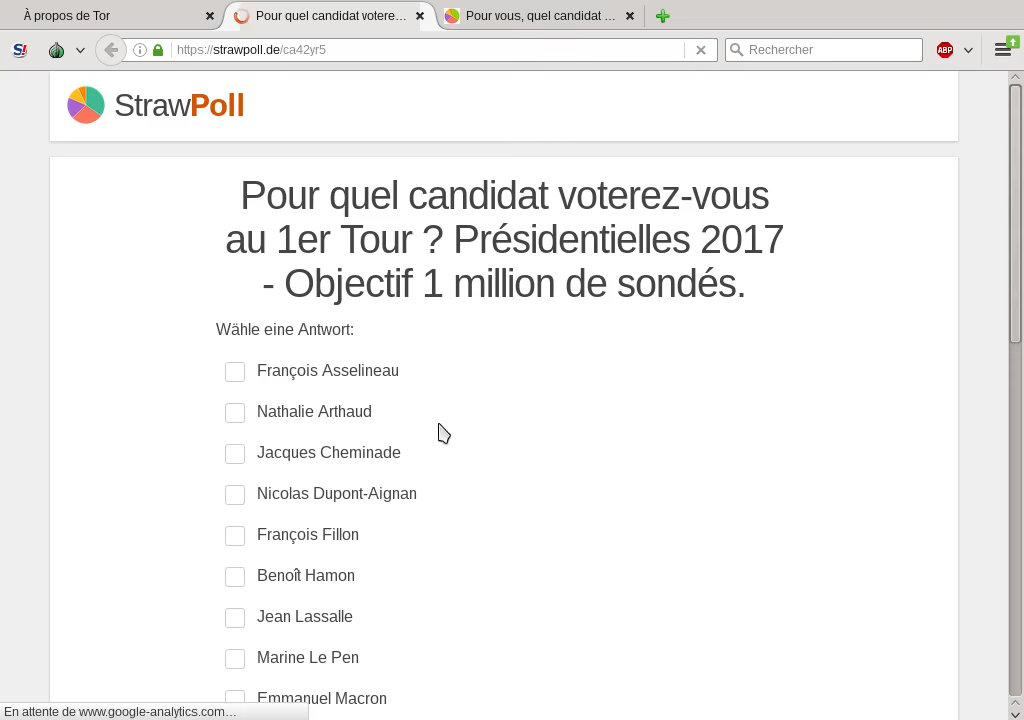 À propos de Tor
Pour quel candidat votere...
Pour vous, quel candidat ...
S!
https://strawpoll.de/ca42yr5
Rechercher
ABP
StrawPoll
Pour quel candidat voterez-vous
au 1er Tour ? Présidentielles 2017
- Objectif 1 million de sondés.
Wähle eine Antwort:
François Asselineau
Nathalie Arthaud
Jacques Cheminade
Nicolas Dupont-Aignan
François Fillon
Benoît Hamon
Jean Lassalle
Marine Le Pen
Emmanuel Macron
En attente de www.google-analytics.com...